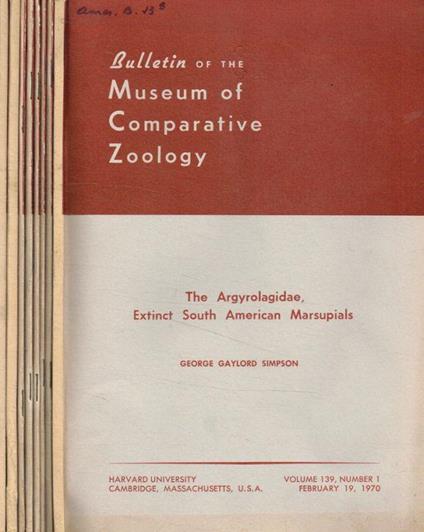 Amer. B. 13 8
Bulletin OF THE
Museum of
Comparative
Zoology
The Argyrolagidae,
Extinct South American Marsupials
GEORGE GAYLORD SIMPSON
HARVARD UNIVERSITY
CAMBRIDGE, MASSACHUSETTS, U.S.A.
VOLUME 139, NUMBER 1
FEBRUARY 19, 1970